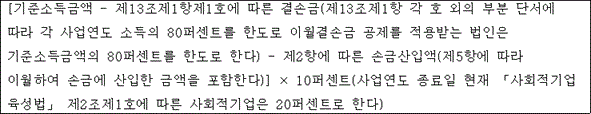 [기준소득금액 - 제13조제1항제1호에 따른 결손금(제13조제1항 각 호 외의 부분 단서에
따라 각 사업연도 소득의 80퍼센트를 한도로 이월결손금 공제를 적용받는 법인은
기준소득금액의 80퍼센트를 한도로 한다) - 제2항에 따른 손금산입액(제5항에 따라
이월하여 손금에 산입한 금액을 포함한다)] × 10퍼센트(사업연도 종료일 현재 「사회적기업
육성법」 제2조제1호에 따른 사회적기업은 20퍼센트로 한다)